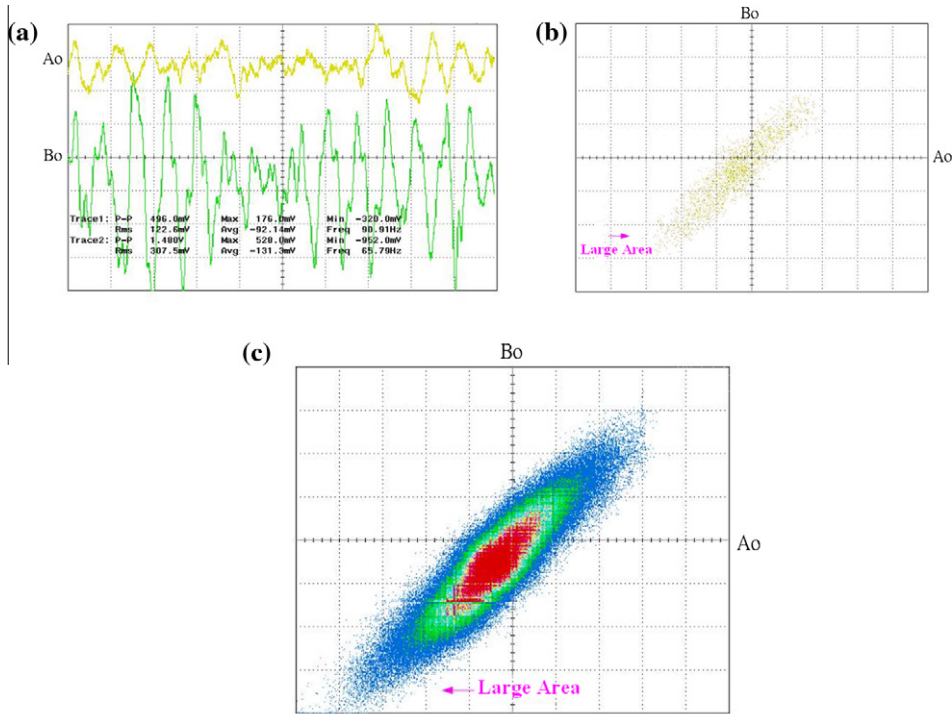 (a)
Ao
Bo
Trace1: P-P 496.0mV Max 176.0mV Min -320.0mV
Rms 122.6mV Avg -92.14mV Freq 90.91Hz
Trace2: P-P 1.480V Max 528.0mV Min -952.0mV
Rms 307.5mV Avg -131.3mV Freq 65.79Hz
(b)
Bo
Ao
→
Large Area
(c)
Bo
Ao
← Large Area